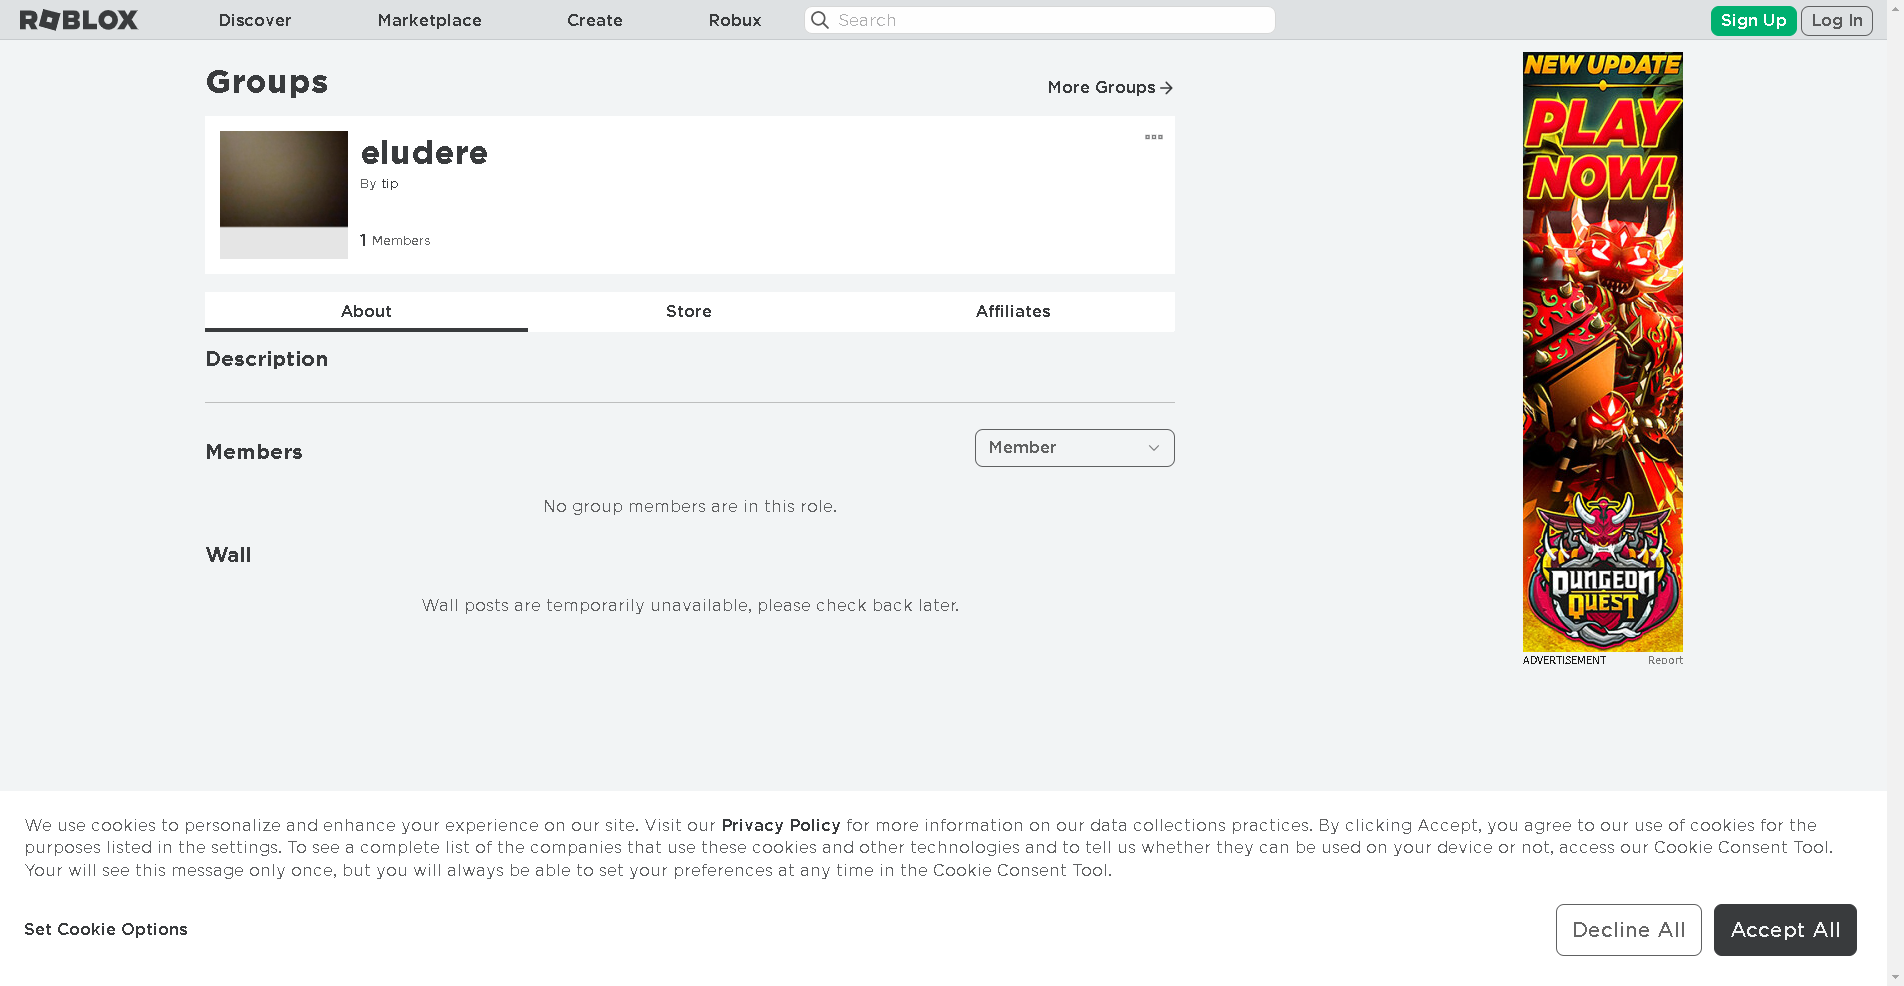 ROBLOX
Discover
Marketplace
Create
Robux
Search
Sign Up
Log In
Groups
More Groups
eludere
By tip
1 Members
About
Store
Affiliates
Description
Members
Member
No group members are in this role.
Wall
Wall posts are temporarily unavailable, please check back later.
NEW UPDATE
PLAY
NOW!
DUNGEON
QUEST
ADVERTISEMENT
Report
We use cookies to personalize and enhance your experience on our site. Visit our Privacy Policy for more information on our data collections practices. By clicking Accept, you agree to our use of cookies for the
purposes listed in the settings. To see a complete list of the companies that use these cookies and other technologies and to tell us whether they can be used on your device or not, access our Cookie Consent Tool.
Your will see this message only once, but you will always be able to set your preferences at any time in the Cookie Consent Tool.
Set Cookie Options
Decline All
Accept All